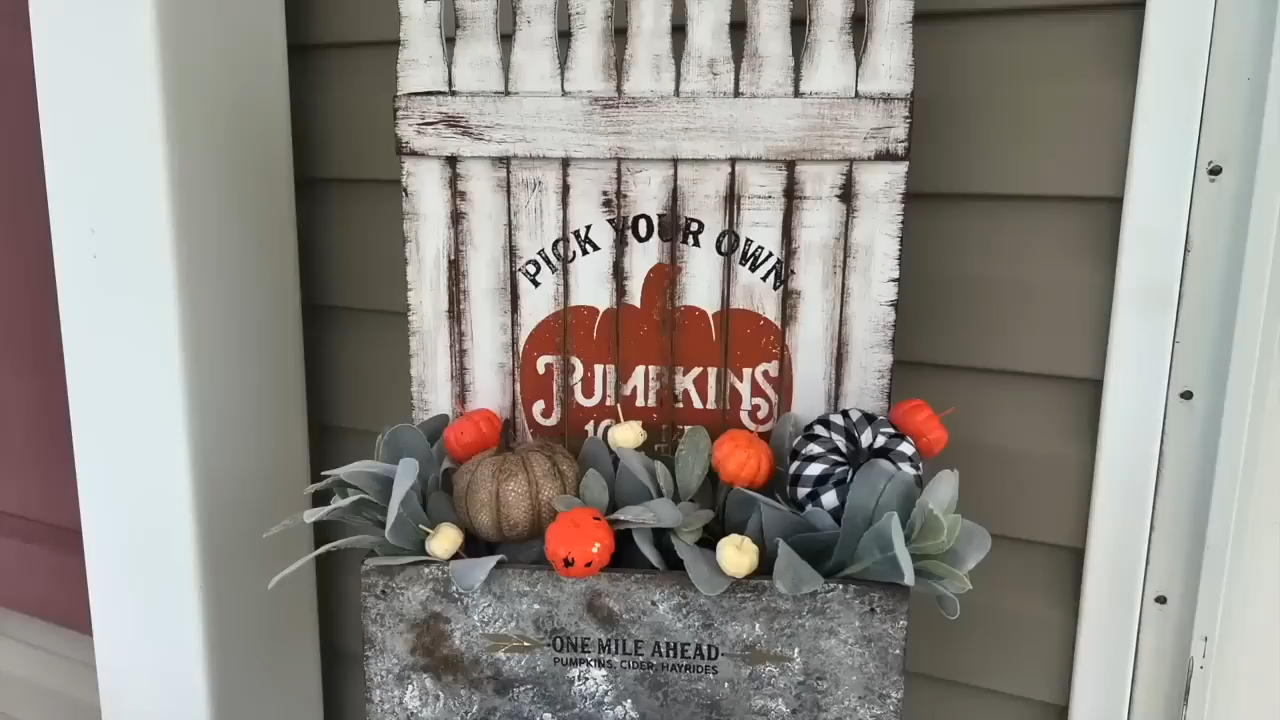 PICK YOUR OWN
PUMPKINS
·ONE MILE AHEAD·
PUMPKINS, CIDER, HAYRIDES